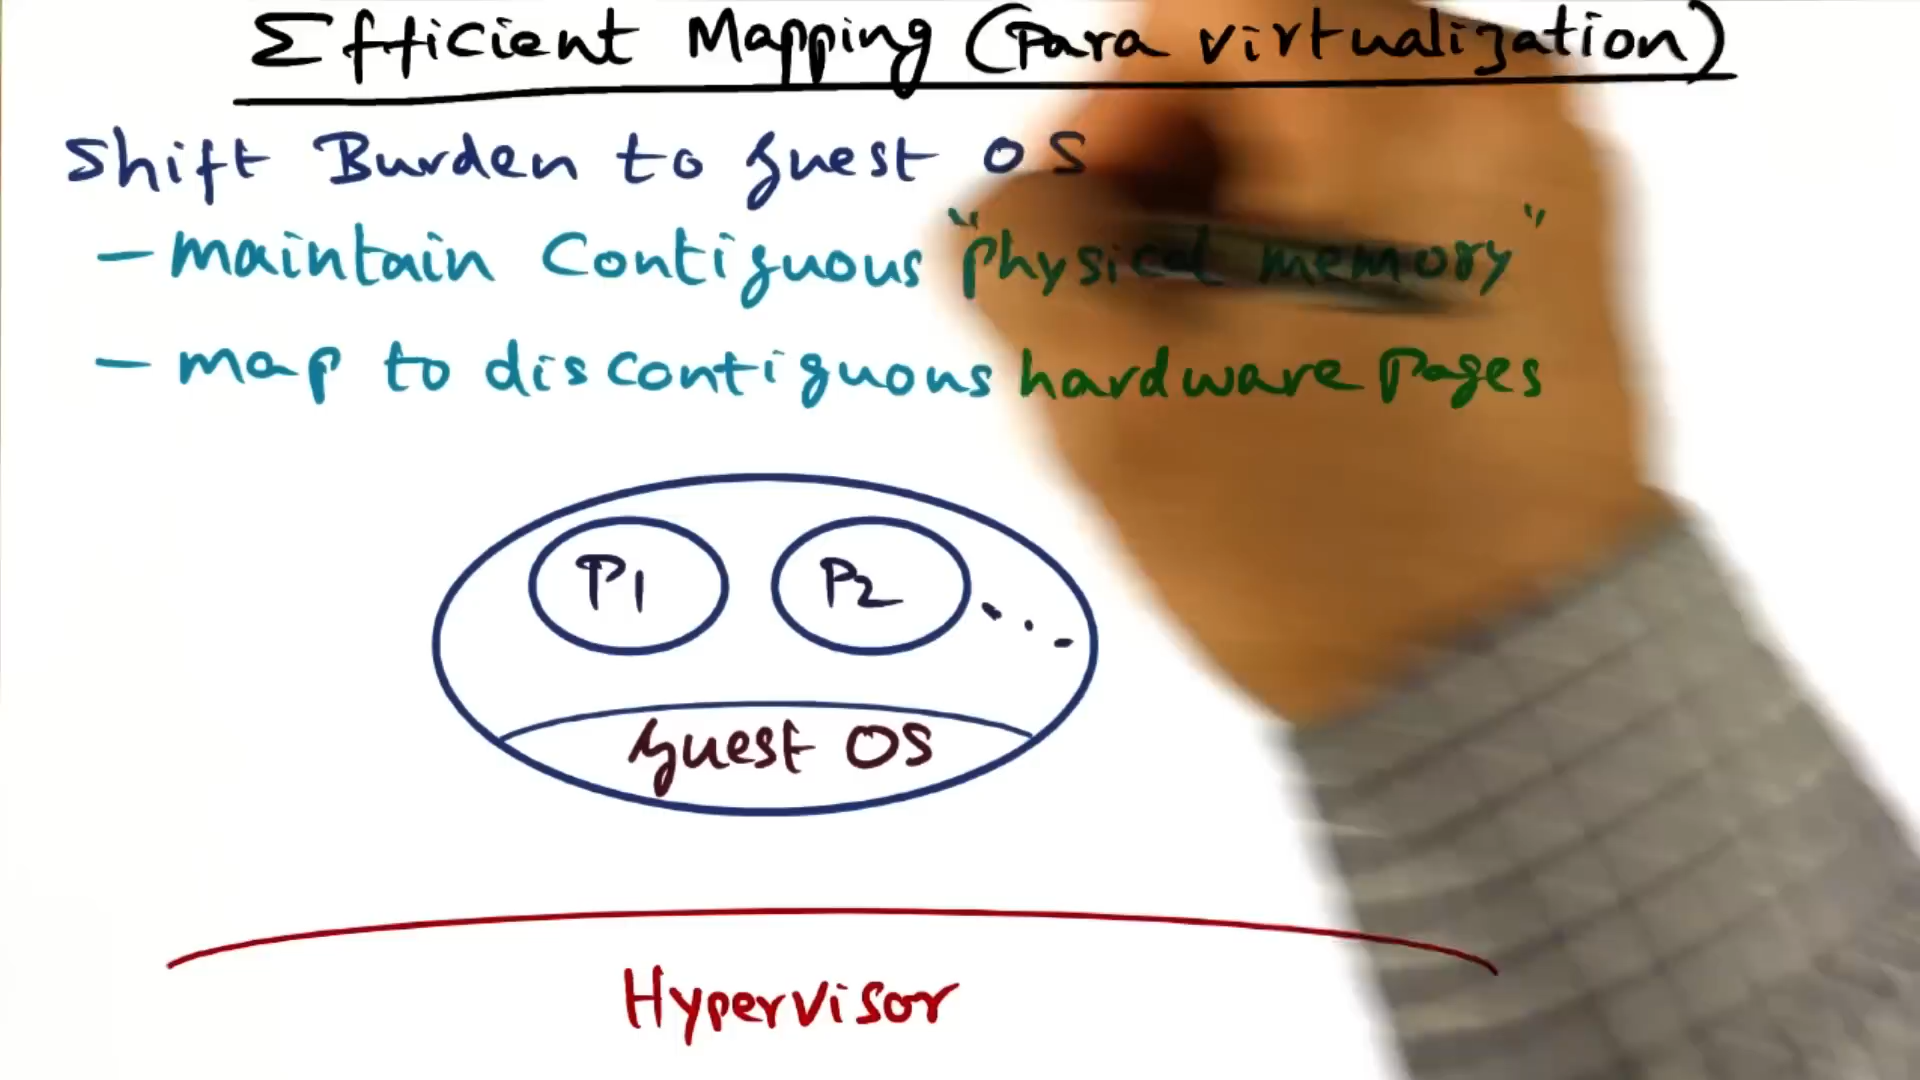 Efficient Mapping (Para virtualization)
Shift Burden to Guest OS
- maintain Contiguous "Physical memory"
- map to discontiguous hardware Pages
P1 P2 ...
Guest OS
Hypervisor